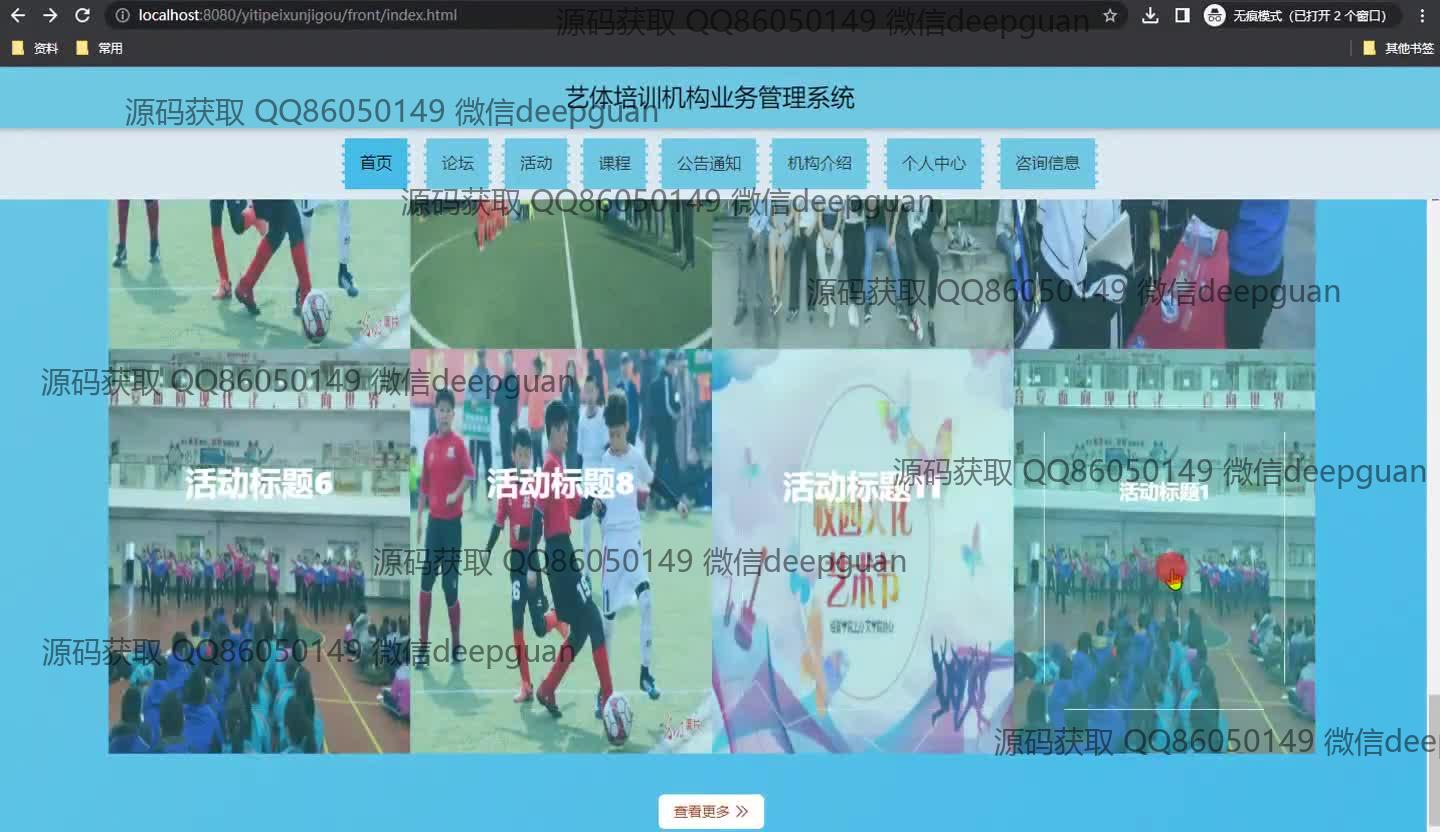 localhost:8080/yitipeixunjigou/front/index.html
无痕模式（已打开 2 个窗口）
资料
常用
其他书签
源码获取 QQ86050149 微信deepguan
艺体培训机构业务管理系统
源码获取 QQ86050149 微信deepguan
首页
论坛
活动
课程
公告通知
机构介绍
个人中心
咨询信息
源码获取 QQ86050149 微信deepguan
源码获取 QQ86050149 微信deepguan
源码获取 QQ86050149 微信deepguan
活动标题6
活动标题8
活动标题11
活动标题1
源码获取 QQ86050149 微信deepguan
校园文化
艺术节
源码获取 QQ86050149 微信deepguan
源码获取 QQ86050149 微信deepguan
源码获取 QQ86050149 微信deep
查看更多